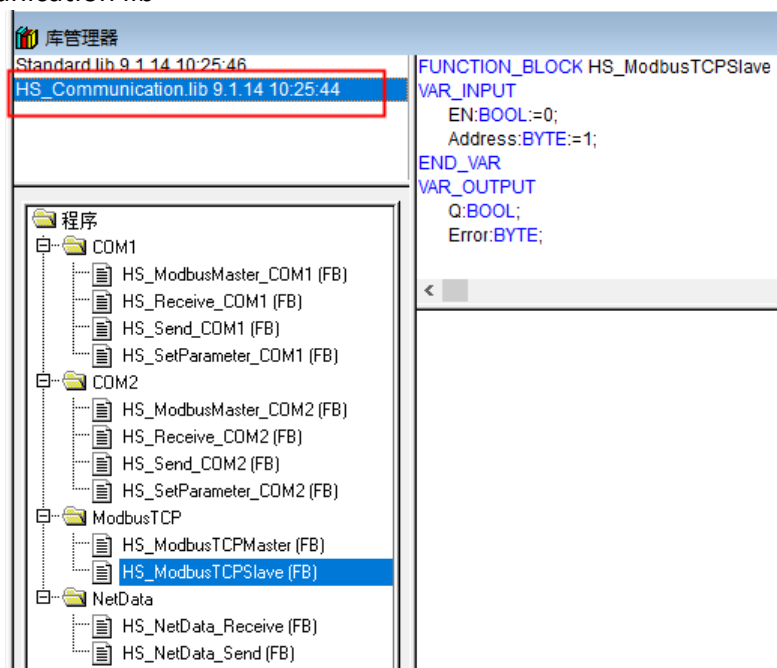 库管理器
Standard.lib 9.1.14 10:25:46
HS_Communication.lib 9.1.14 10:25:44
FUNCTION_BLOCK HS_ModbusTCPSlave
VAR_INPUT
EN:BOOL:=0;
Address:BYTE:=1;
END_VAR
VAR_OUTPUT
Q:BOOL;
Error:BYTE;
程序
COM1
HS_ModbusMaster_COM1 (FB)
HS_Receive_COM1 (FB)
HS_Send_COM1 (FB)
HS_SetParameter_COM1 (FB)
COM2
HS_ModbusMaster_COM2 (FB)
HS_Receive_COM2 (FB)
HS_Send_COM2 (FB)
HS_SetParameter_COM2 (FB)
ModbusTCP
HS_ModbusTCPMaster (FB)
HS_ModbusTCPSlave (FB)
NetData
HS_NetData_Receive (FB)
HS_NetData_Send (FB)